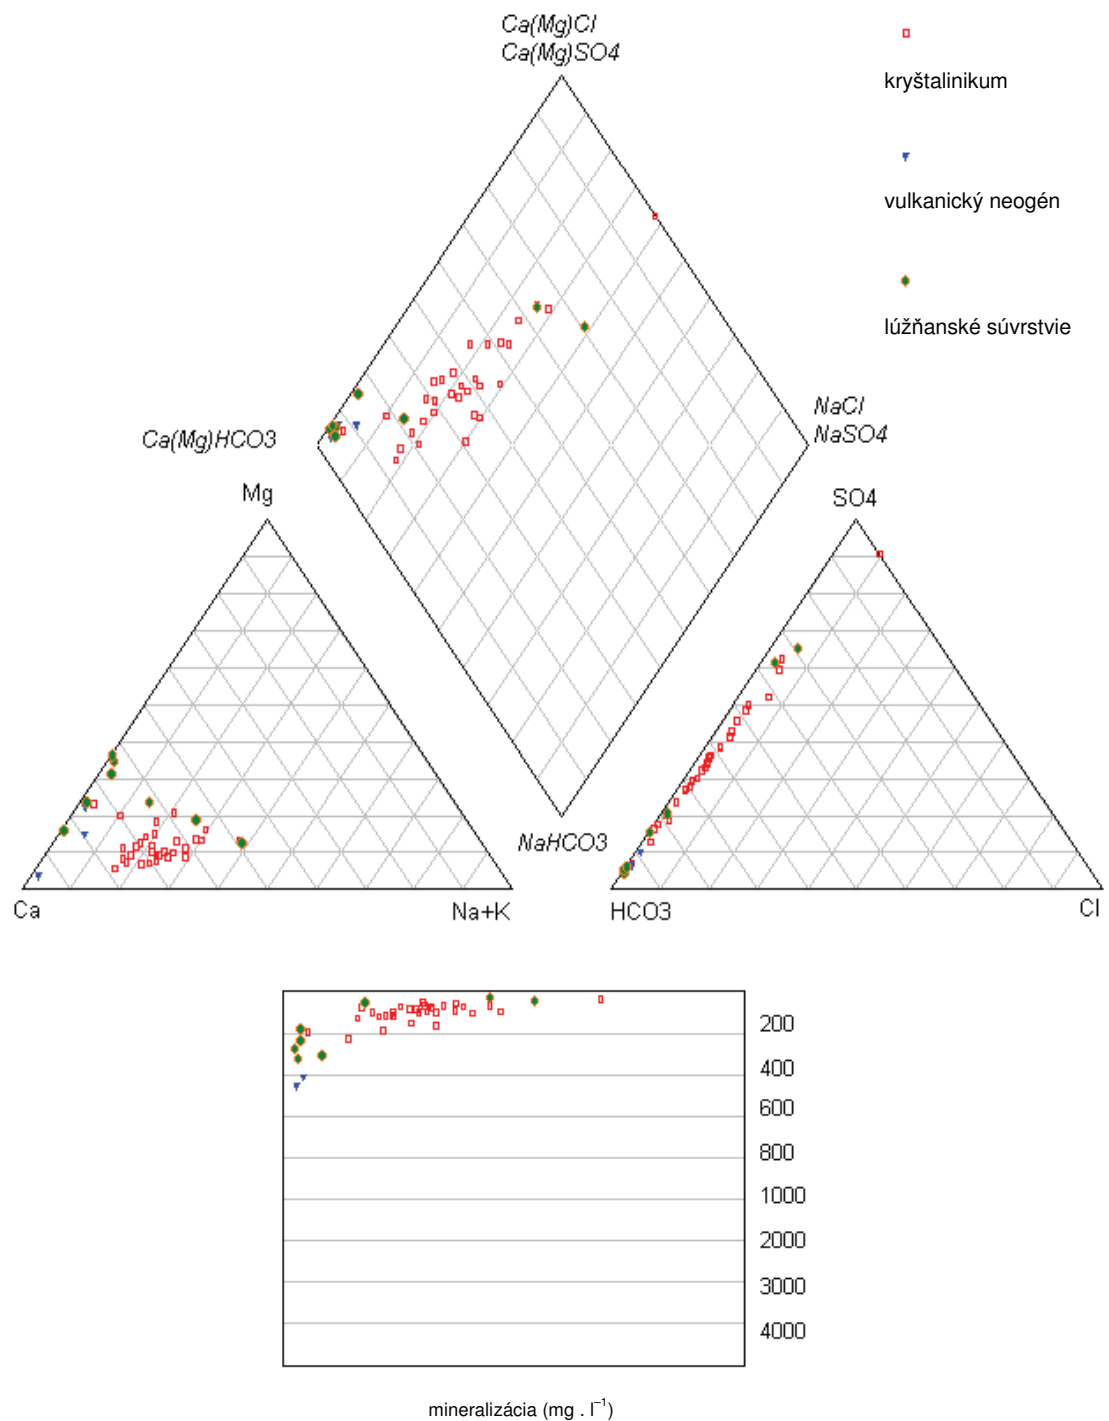 Ca(Mg)Cl
Ca(Mg)SO4
kryštalinikum
vulkanický neogén
lúžňanské súvrstvie
NaCl
NaSO4
Ca(Mg)HCO3
Mg
SO4
NaHCO3
Ca
Na+K
HCO3
Cl
200
400
600
800
1000
2000
3000
4000
mineralizácia (mg . l⁻¹)